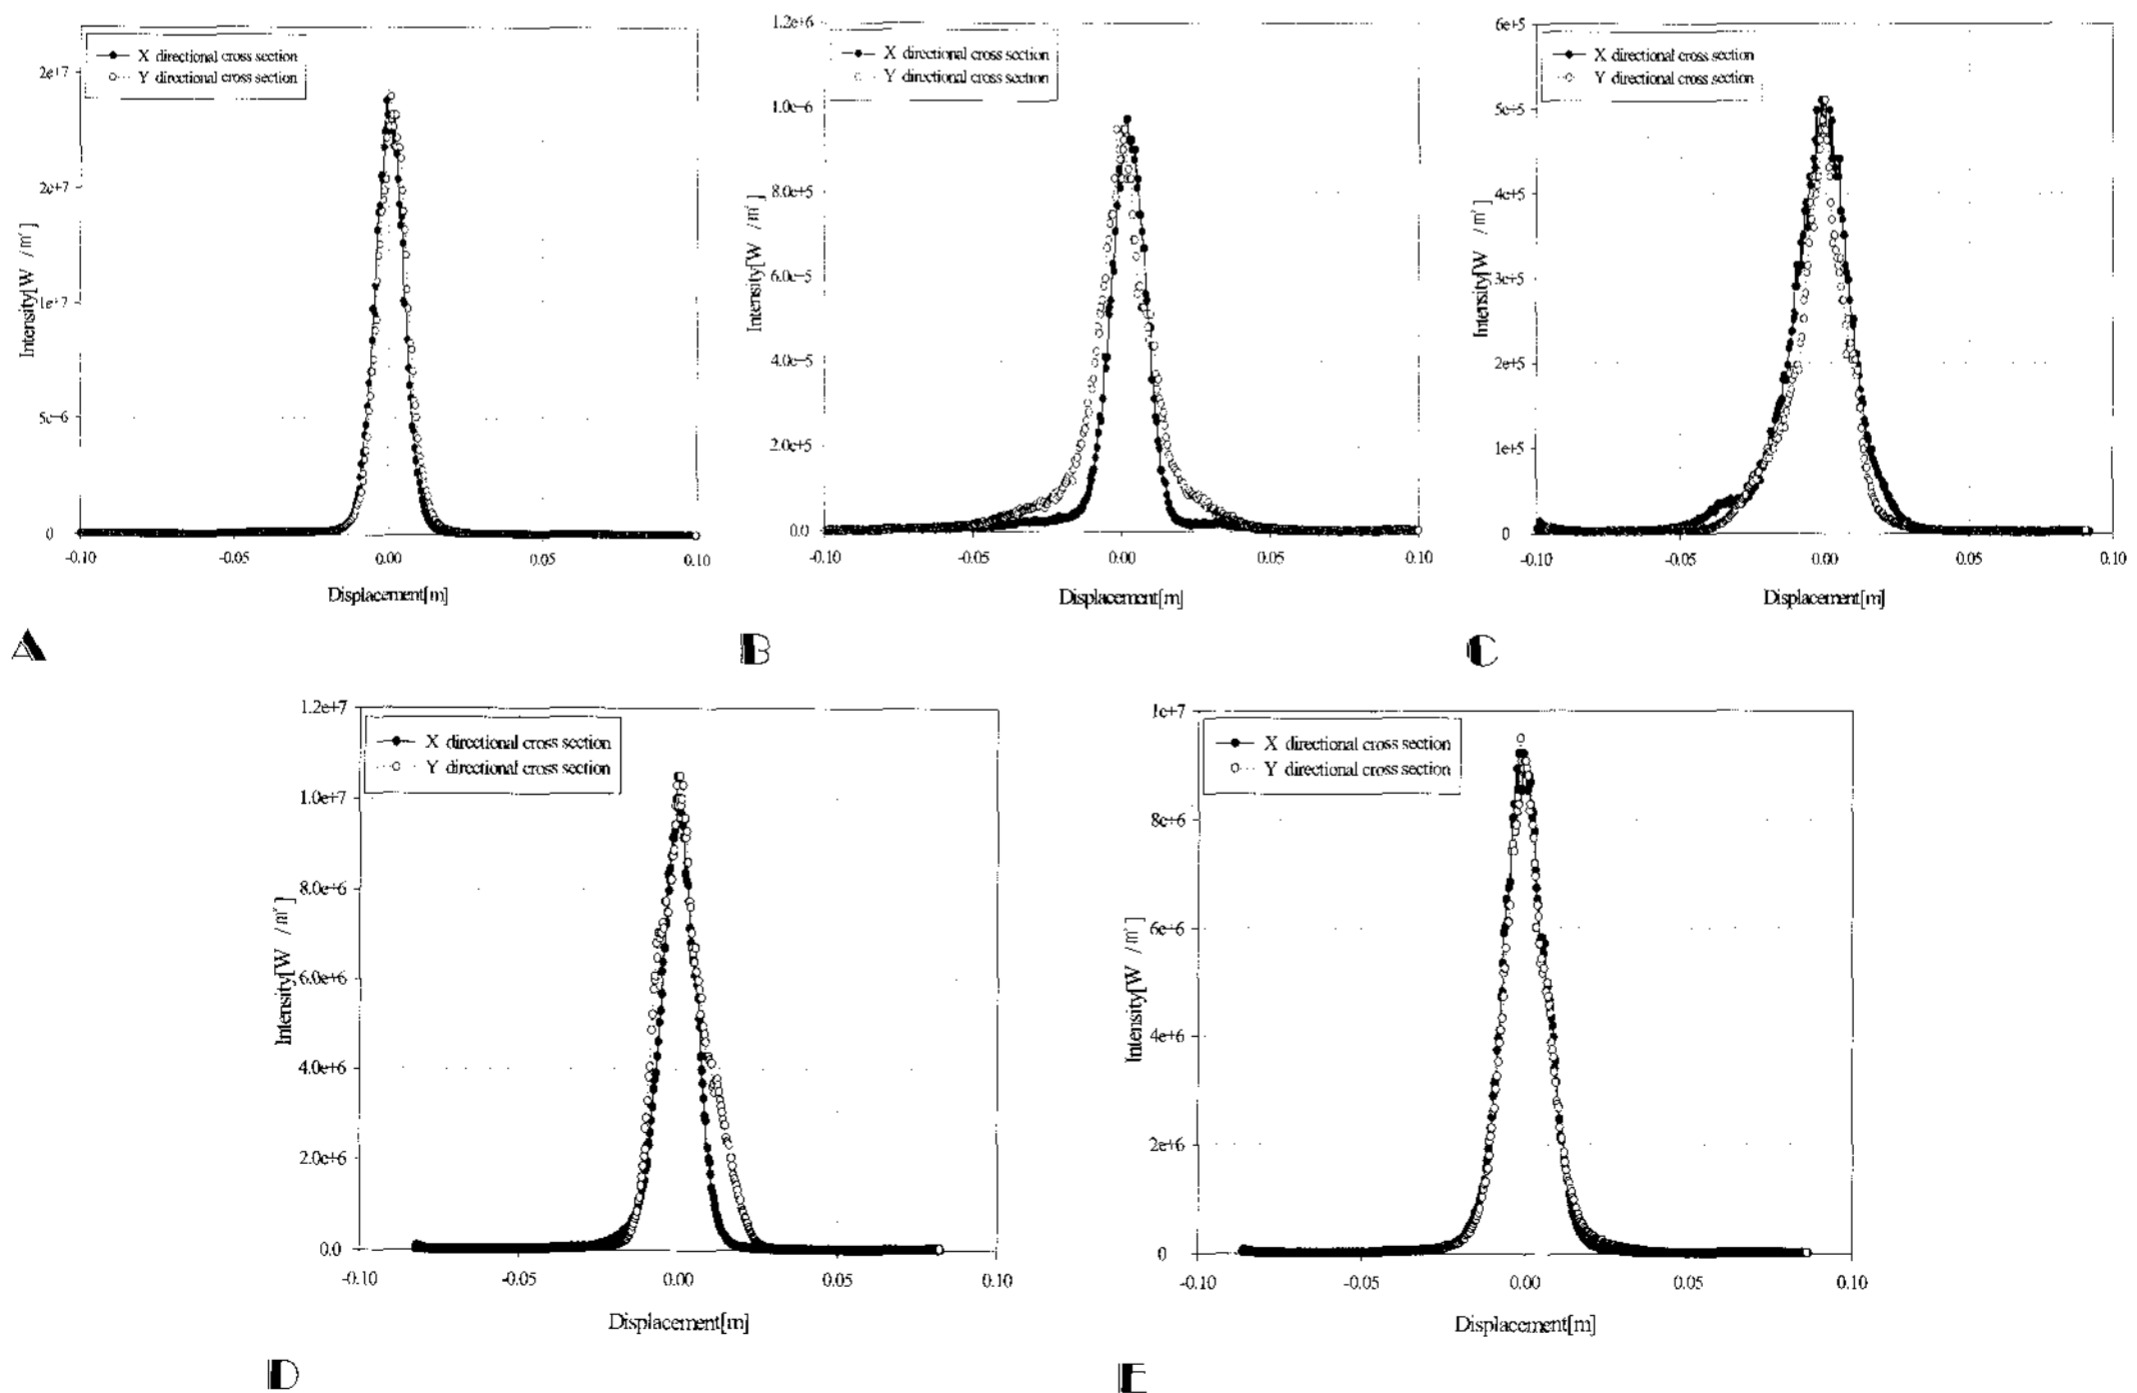 X directional cross section
Y directional cross section
2e+7
2e+7
1e+7
5e-6
0
-0.10
-0.05
0.00
0.05
0.10
Intensity[W /m²]
Displacement[m]
A
1.2e+6
X directional cross section
Y directional cross section
1.0e-6
8.0e+5
6.0e-5
4.0e-5
2.0e+5
0.0
-0.10
-0.05
0.00
0.05
0.10
Intensity[W /m²]
Displacement[m]
B
6e+5
X directional cross section
Y directional cross section
5e+5
4e+5
3e+5
2e+5
1e+5
0
-0.10
-0.05
0.00
0.05
0.10
Intensity[W /m²]
Displacement[m]
C
1.2e+7
X directional cross section
Y directional cross section
1.0e+7
8.0e+6
6.0e+6
4.0e+6
2.0e+6
0.0
-0.10
-0.05
0.00
0.05
0.10
Intensity[W /m²]
Displacement[m]
D
1e+7
X directional cross section
Y directional cross section
8e+6
6e+6
4e+6
2e+6
0
-0.10
-0.05
0.00
0.05
0.10
Intensity[W /m²]
Displacement[m]
E